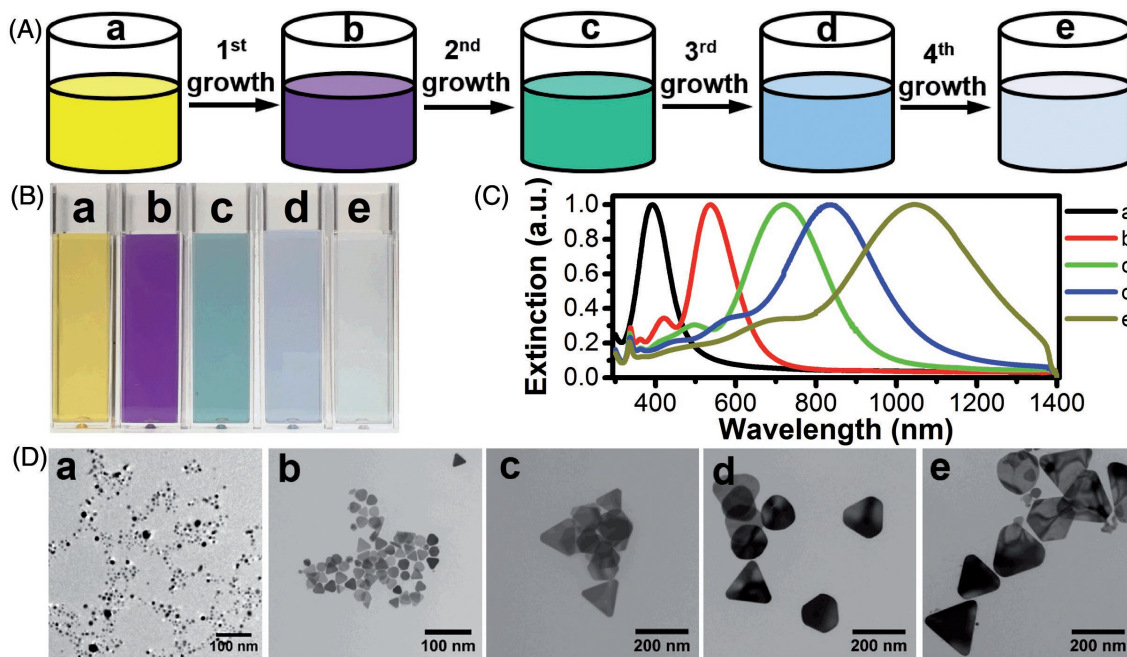 (A)
a
b
c
d
e
1st
growth
2nd
growth
3rd
growth
4th
growth
(B)
a
b
c
d
e
(C)
Extinction (a.u.)
1.0
0.8
0.6
0.4
0.2
0.0
400
600
800
1000
1200
1400
Wavelength (nm)
a
b
e
(D)
a
100 nm
b
100 nm
c
200 nm
d
200 nm
e
200 nm